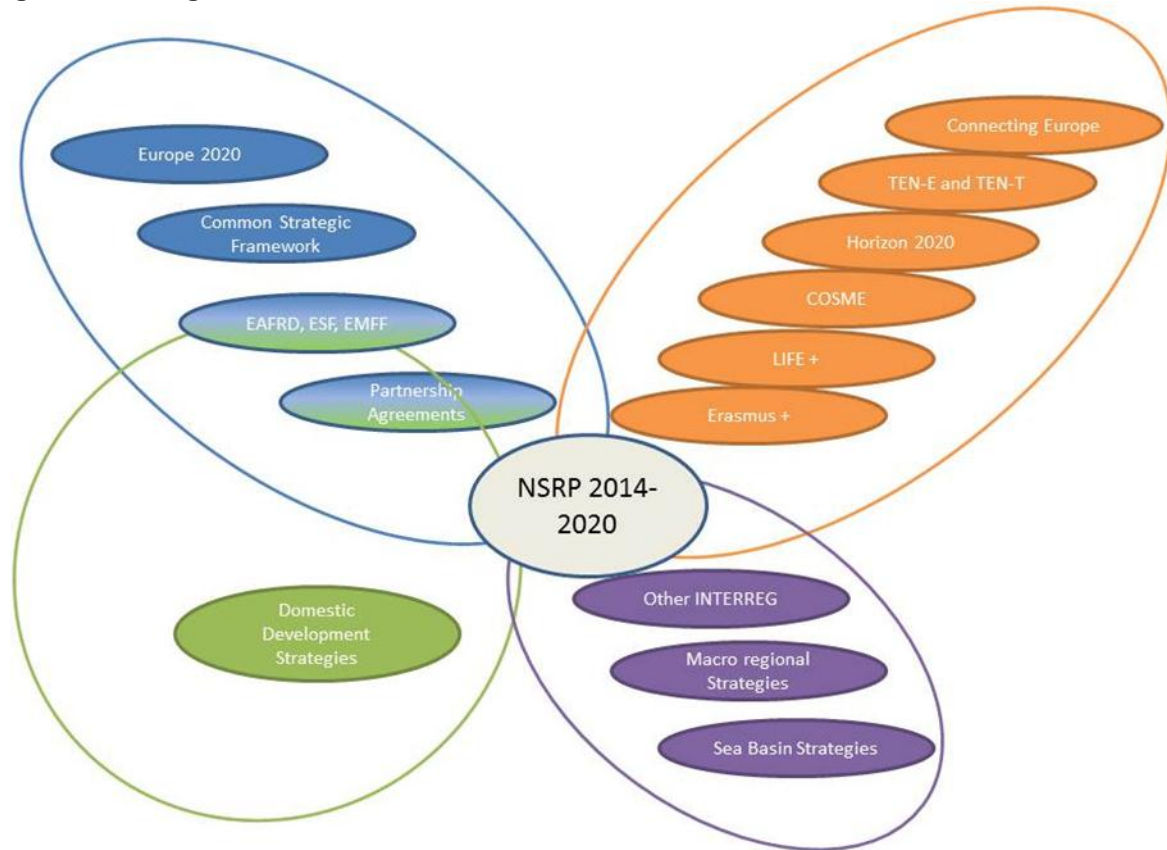 Europe 2020
Common Strategic
Framework
EAFRD, ESF, EMFF
Partnership
Agreements
Connecting Europe
TEN-E and TEN-T
Horizon 2020
COSME
LIFE +
Erasmus +
NSRP 2014-
2020
Domestic
Development
Strategies
Other INTERREG
Macro regional
Strategies
Sea Basin Strategies